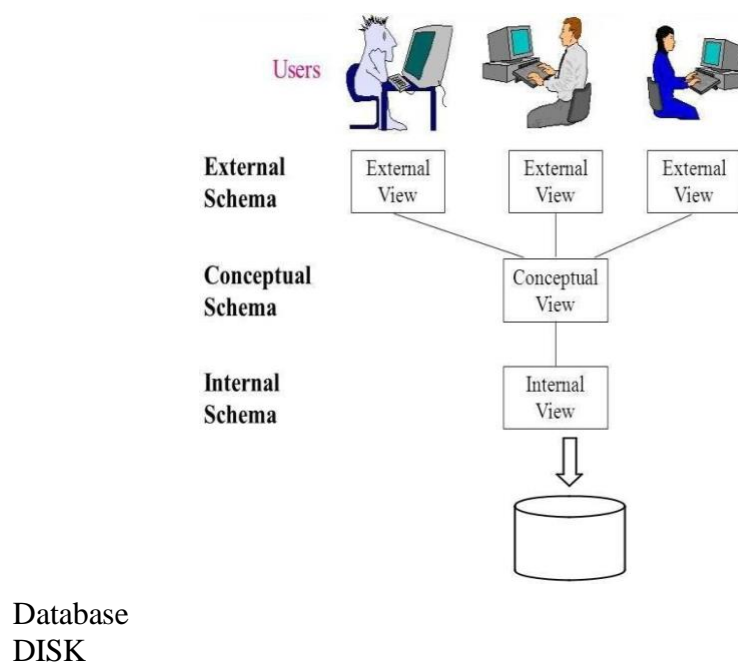 Users
External
Schema
External
View
External
View
External
View
Conceptual
Schema
Conceptual
View
Internal
Schema
Internal
View
Database
DISK